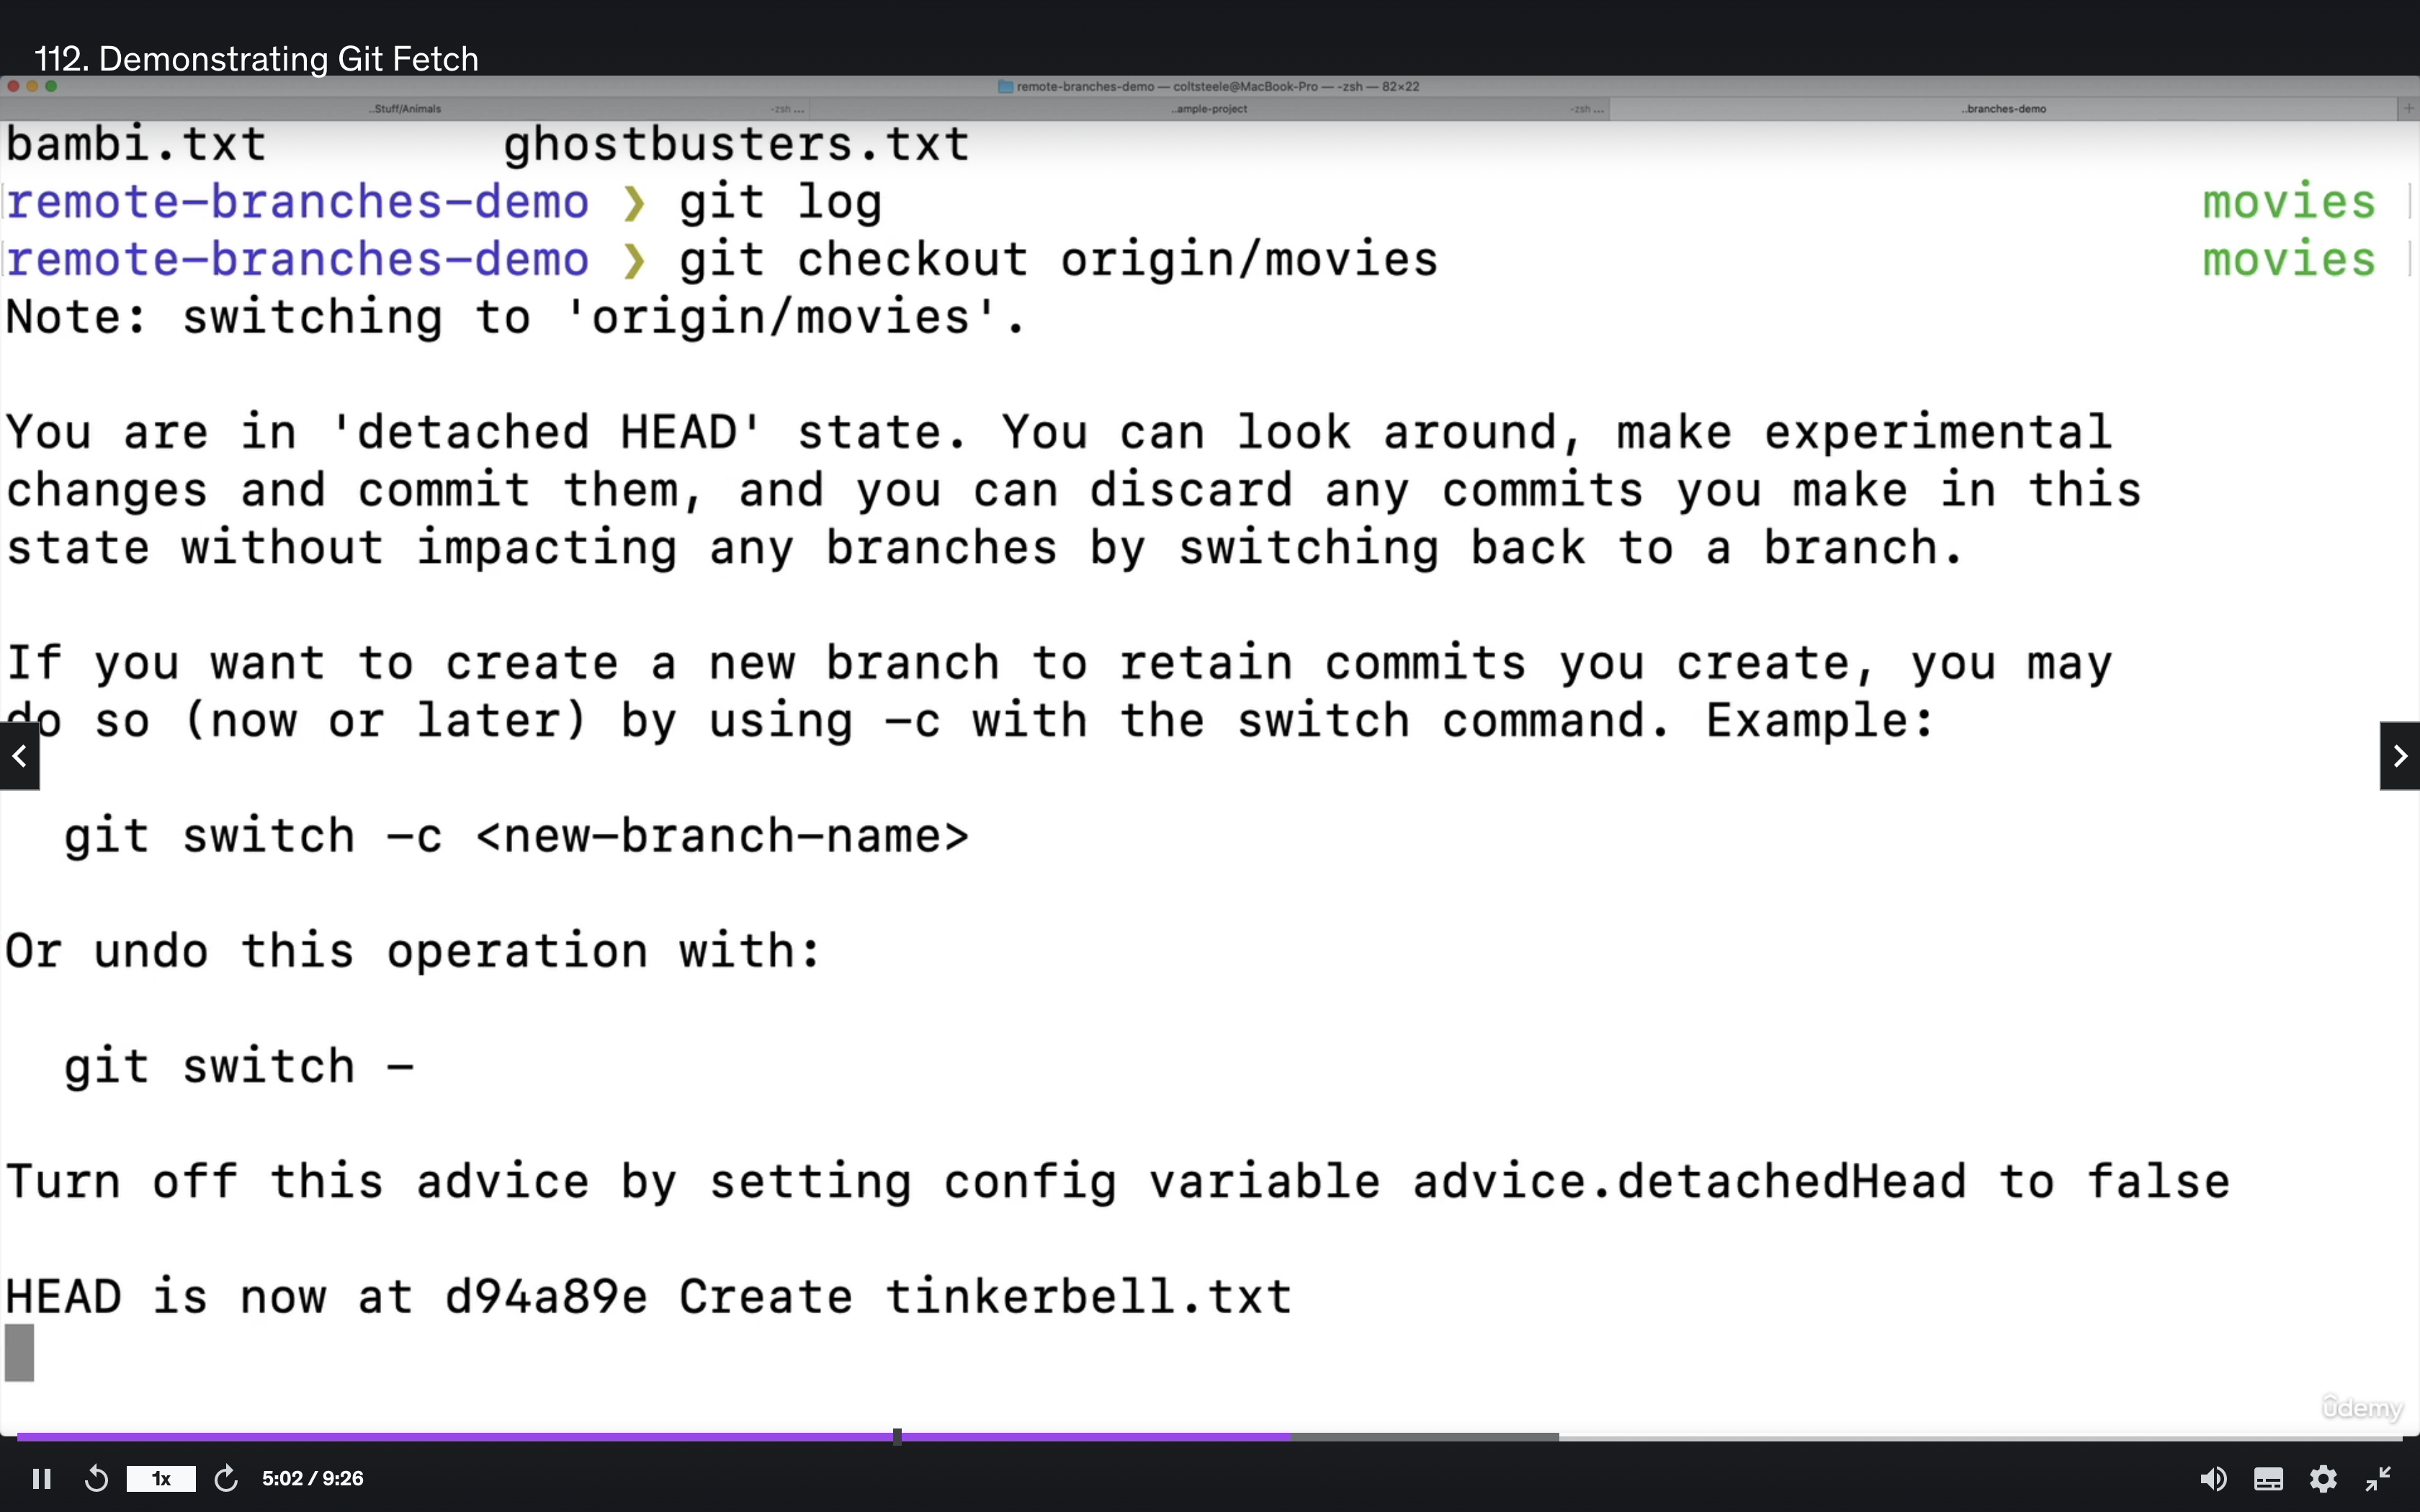 112. Demonstrating Git Fetch
remote-branches-demo — coltsteele@MacBook-Pro — -zsh — 82×22
..Stuff/Animals -zsh ... ..ample-project -zsh ... ..branches-demo
bambi.txt ghostbusters.txt
remote-branches-demo ❯ git log movies
remote-branches-demo ❯ git checkout origin/movies movies
Note: switching to 'origin/movies'.
You are in 'detached HEAD' state. You can look around, make experimental
changes and commit them, and you can discard any commits you make in this
state without impacting any branches by switching back to a branch.
If you want to create a new branch to retain commits you create, you may
do so (now or later) by using -c with the switch command. Example:
git switch -c <new-branch-name>
Or undo this operation with:
git switch -
Turn off this advice by setting config variable advice.detachedHead to false
HEAD is now at d94a89e Create tinkerbell.txt
ûdemy
1x 5:02 / 9:26